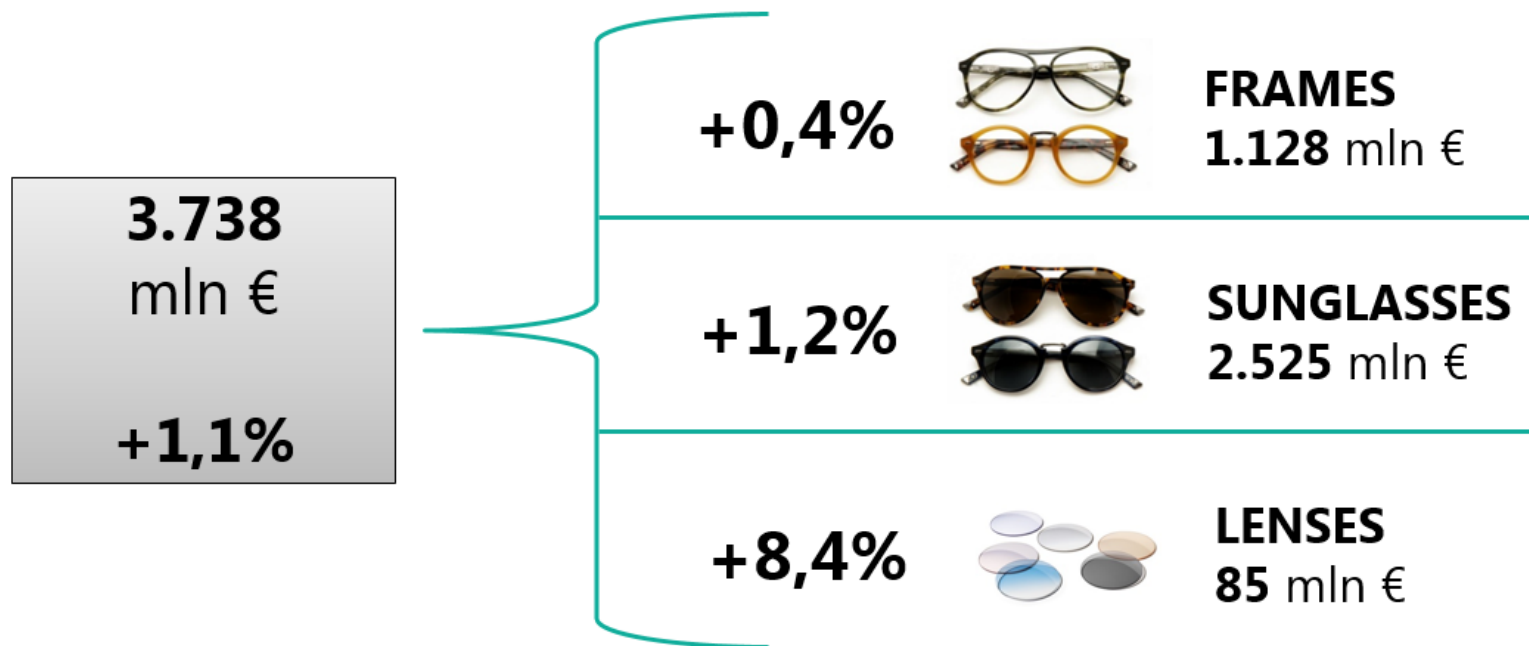 3.738
mln €
+1,1%
+0,4%
FRAMES
1.128 mln €
+1,2%
SUNGLASSES
2.525 mln €
+8,4%
LENSES
85 mln €